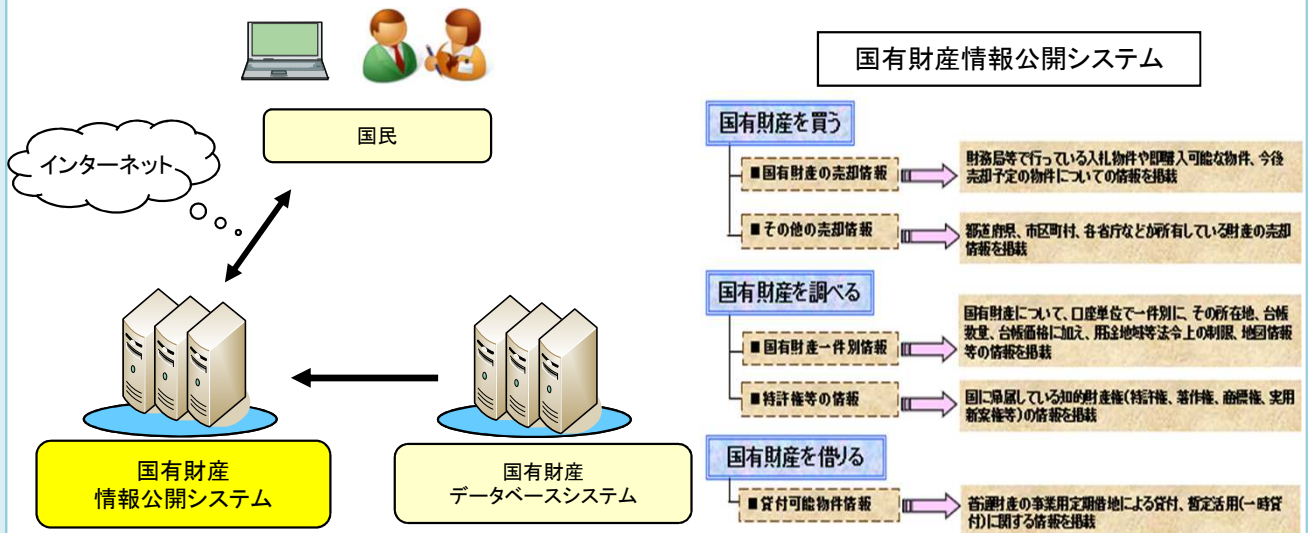 国民
インターネット
国有財産
情報公開システム
国有財産
データベースシステム
国有財産情報公開システム
国有財産を買う
■国有財産の売却情報
財務局等で行っている入札物件や即購入可能な物件、今後
売却予定の物件についての情報を掲載
■その他の売却情報
都道府県、市区町村、各省庁などが所有している財産の売却
情報を掲載
国有財産を調べる
■国有財産一件別情報
国有財産について、口座単位で一件別に、その所在地、台帳
数量、台帳価格に加え、用途地域等法令上の制限、地図情報
等の情報を掲載
■特許権等の情報
国に帰属している知的財産権(特許権、著作権、商標権、実用
新案権等)の情報を掲載
国有財産を借りる
■貸付可能物件情報
普通財産の事業用定期借地による貸付、暫定活用(一時貸
付)に関する情報を掲載